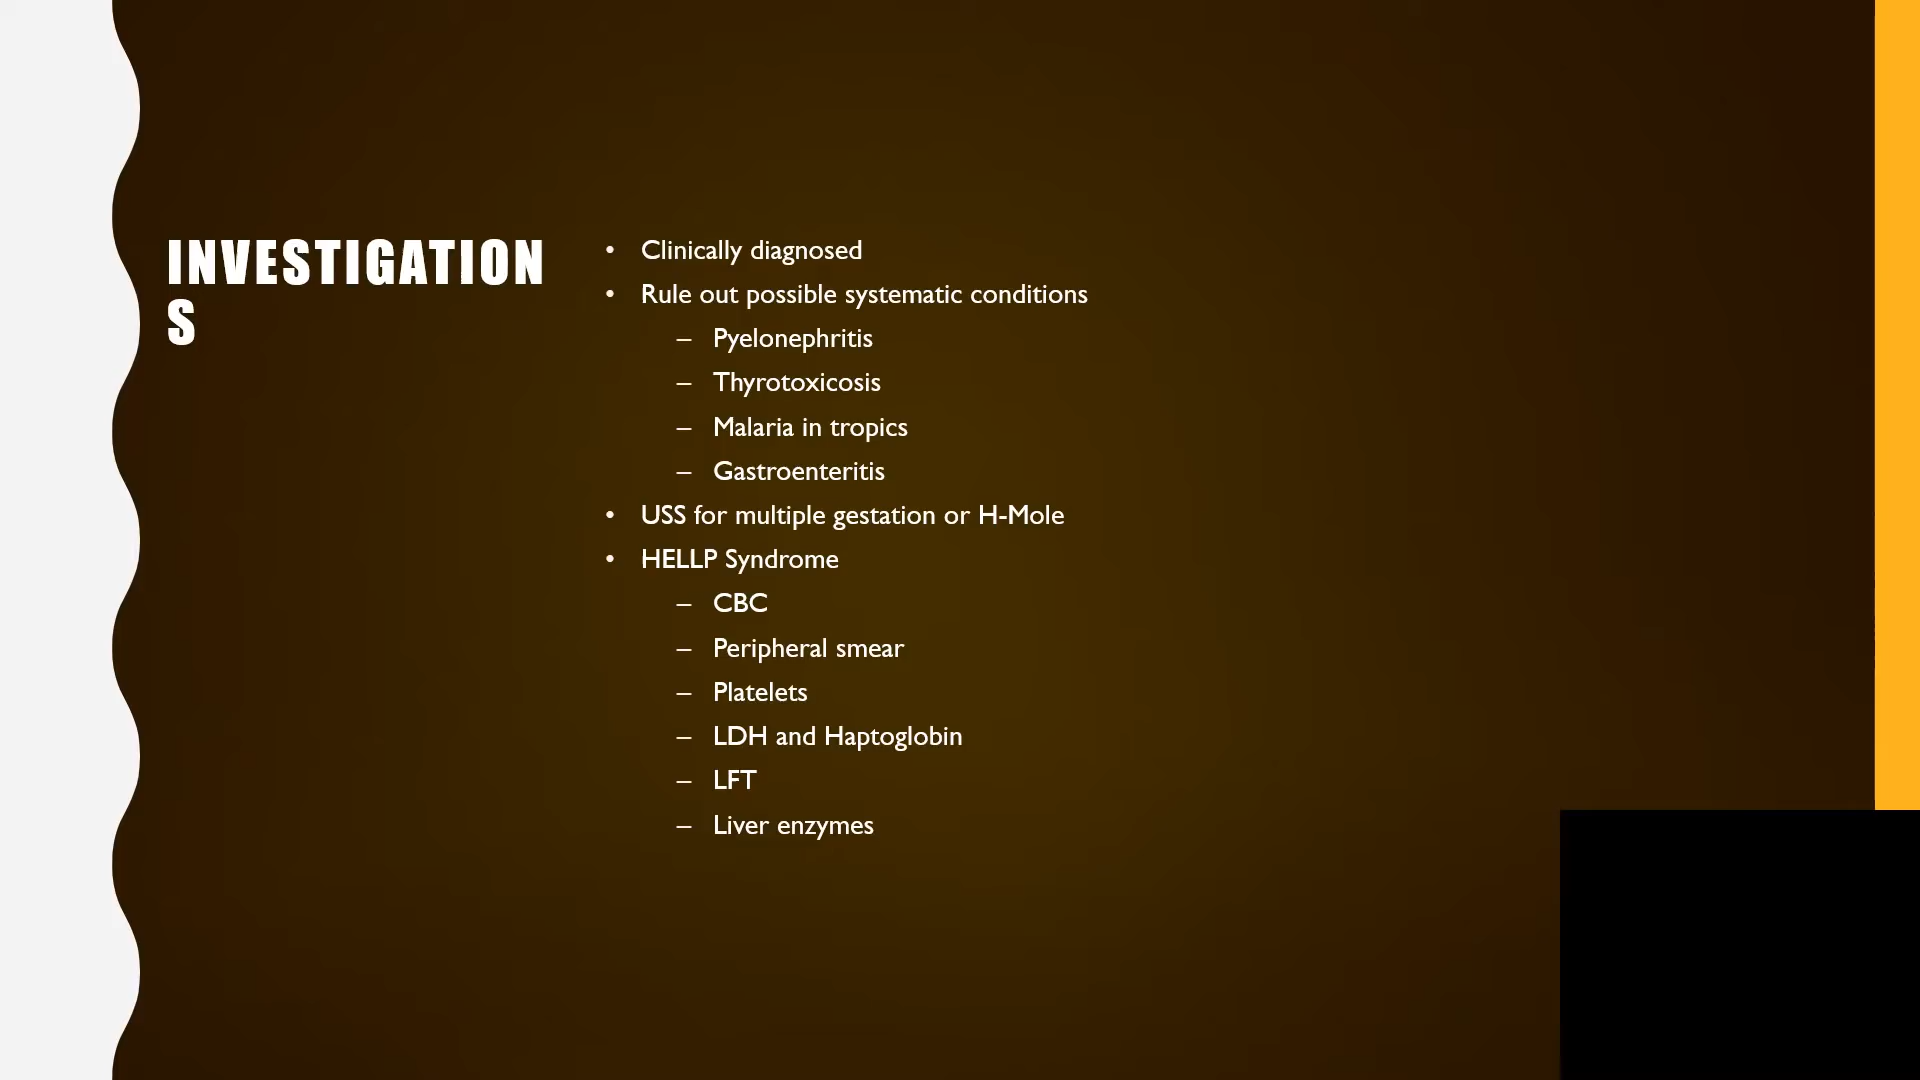 INVESTIGATION
S
• Clinically diagnosed
• Rule out possible systematic conditions
– Pyelonephritis
– Thyrotoxicosis
– Malaria in tropics
– Gastroenteritis
• USS for multiple gestation or H-Mole
• HELLP Syndrome
– CBC
– Peripheral smear
– Platelets
– LDH and Haptoglobin
– LFT
– Liver enzymes